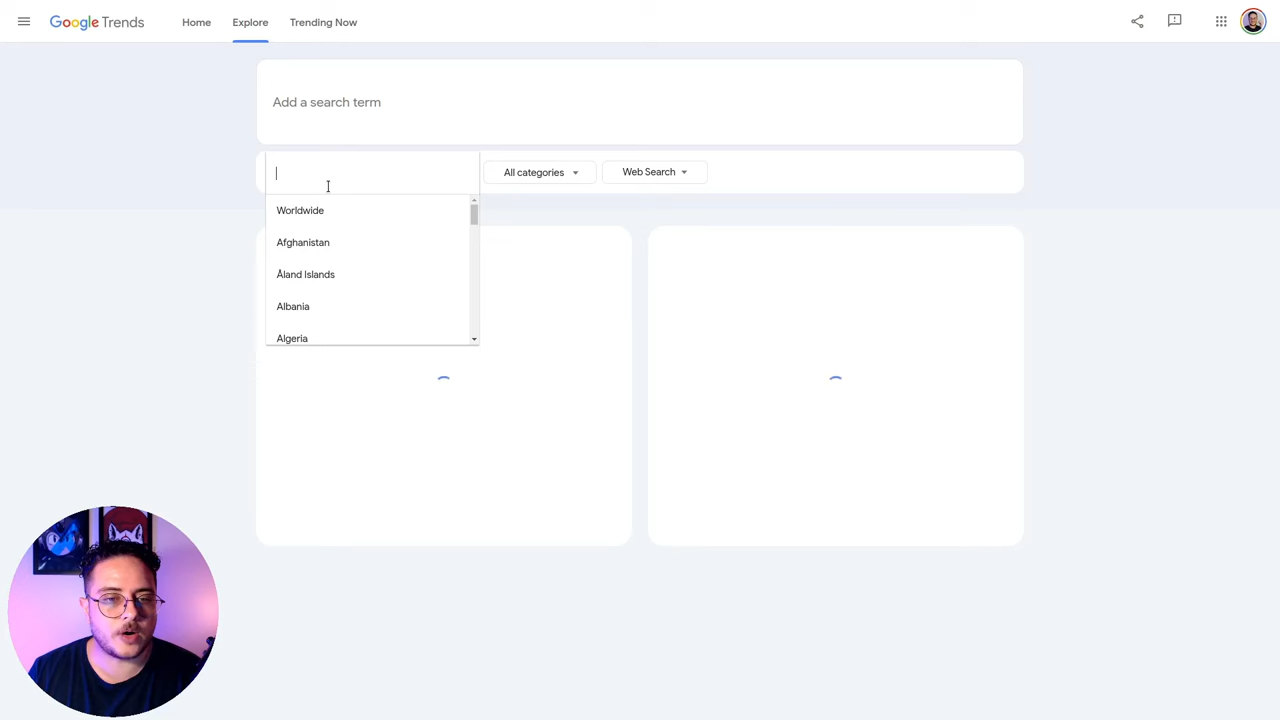 Google Trends
Home
Explore
Trending Now
Add a search term
All categories
Web Search
Worldwide
Afghanistan
Åland Islands
Albania
Algeria